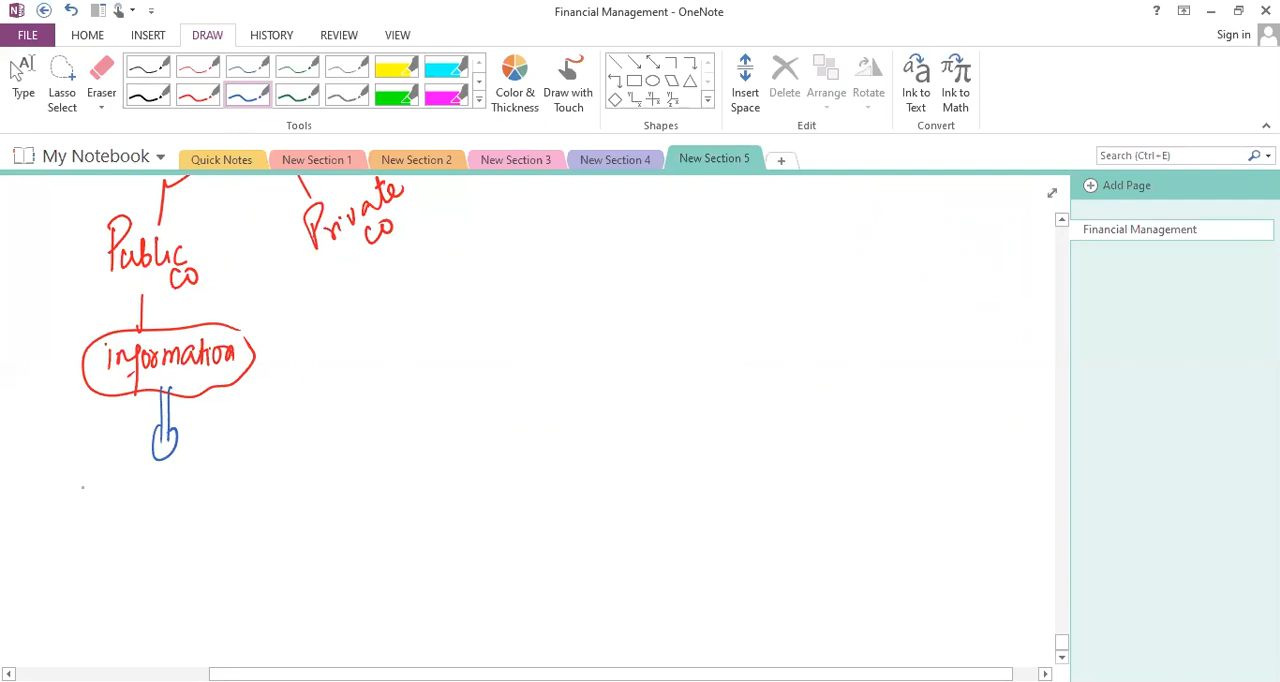 Financial Management - OneNote
?
FILE HOME INSERT DRAW HISTORY REVIEW VIEW
Sign in
Type
Lasso Select
Eraser
Color & Thickness
Draw with Touch
Insert Space
Delete
Arrange
Rotate
Ink to Text
Ink to Math
Tools
Shapes
Edit
Convert
My Notebook
Quick Notes
New Section 1
New Section 2
New Section 3
New Section 4
New Section 5
Search (Ctrl+E)
Add Page
Financial Management
Public
co
Private
co
information